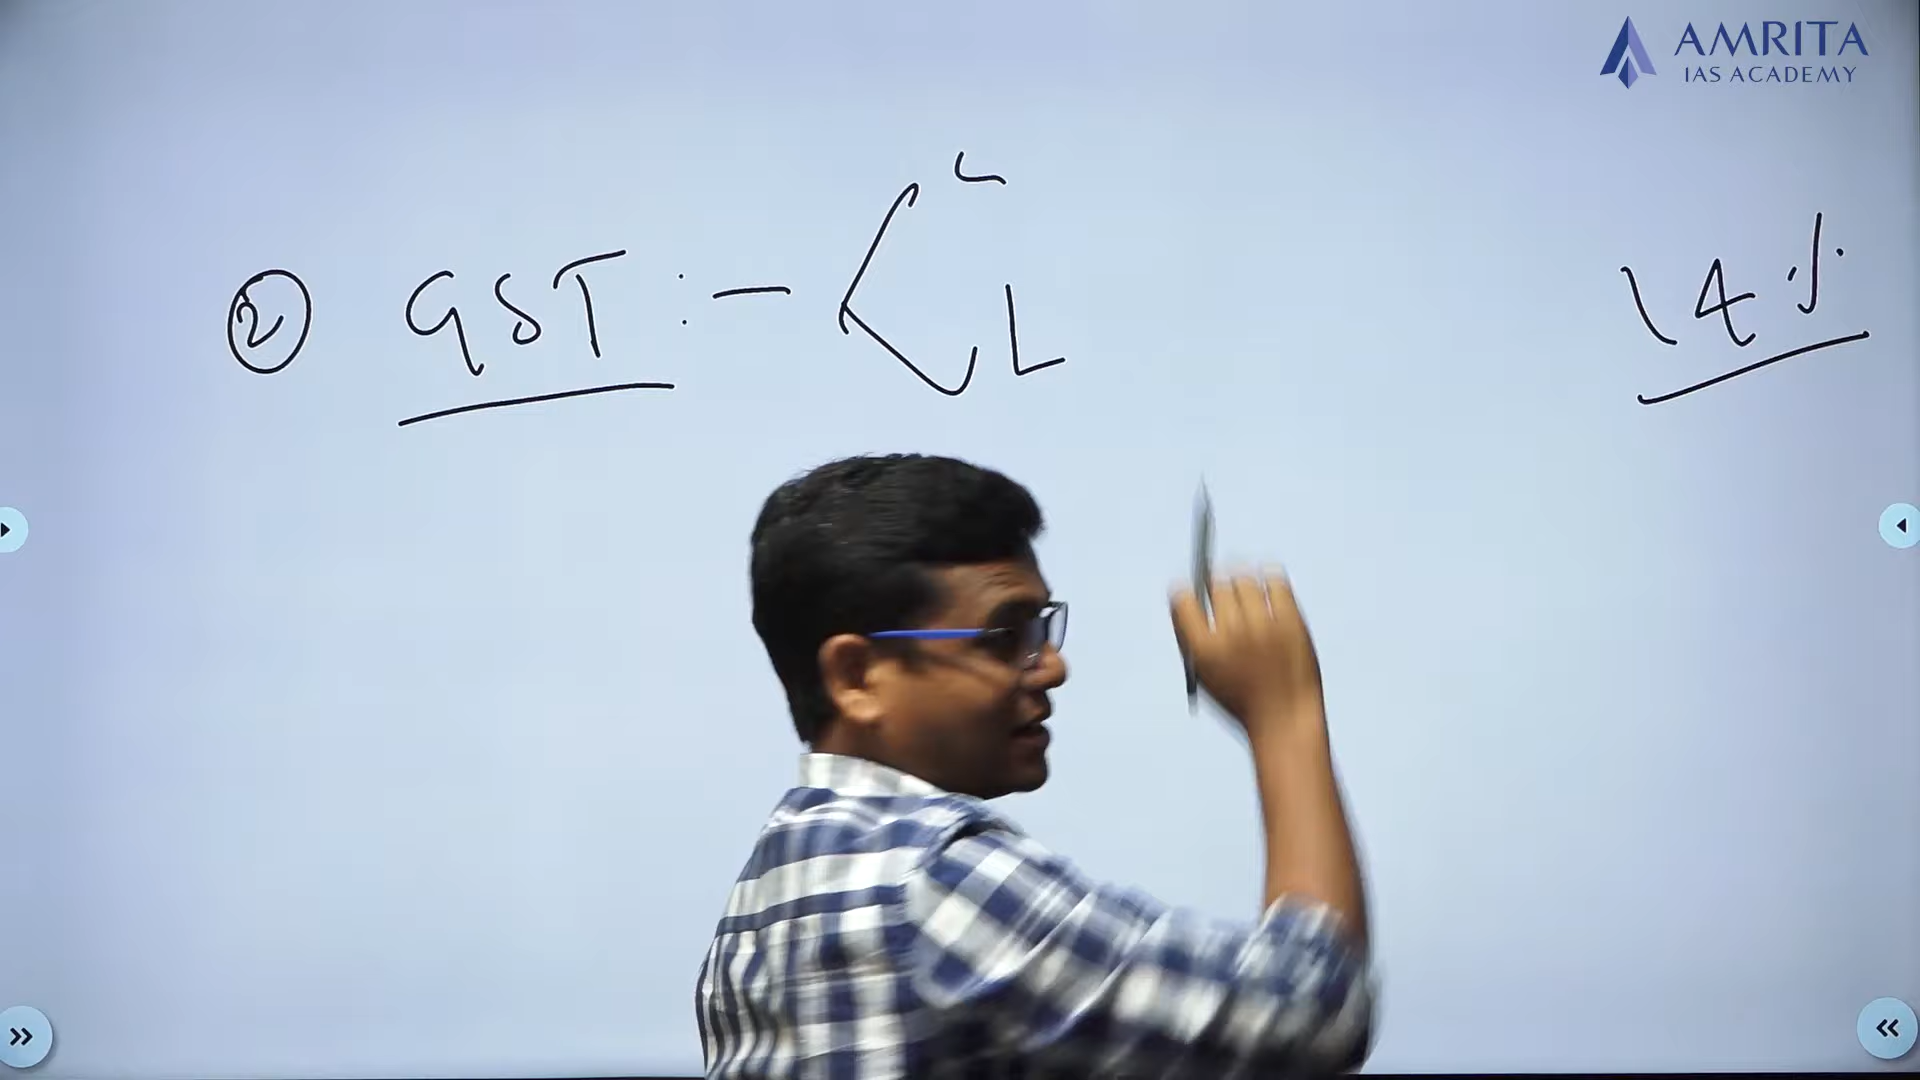 AMRITA
IAS ACADEMY
② GST :- L 14%
L